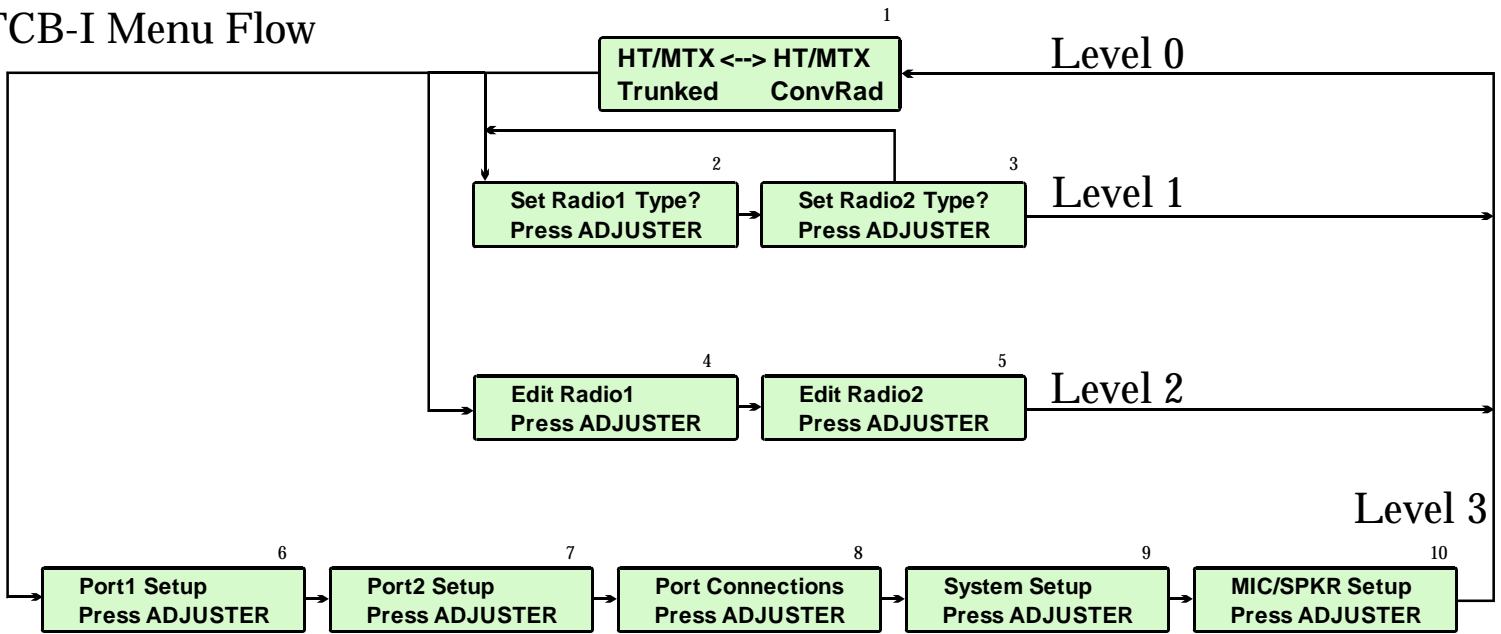 TCB-I Menu Flow
1
HT/MTX <--> HT/MTX
Trunked ConvRad
Level 0
2
Set Radio1 Type?
Press ADJUSTER
3
Set Radio2 Type?
Press ADJUSTER
Level 1
4
Edit Radio1
Press ADJUSTER
5
Edit Radio2
Press ADJUSTER
Level 2
Level 3
6
Port1 Setup
Press ADJUSTER
7
Port2 Setup
Press ADJUSTER
8
Port Connections
Press ADJUSTER
9
System Setup
Press ADJUSTER
10
MIC/SPKR Setup
Press ADJUSTER